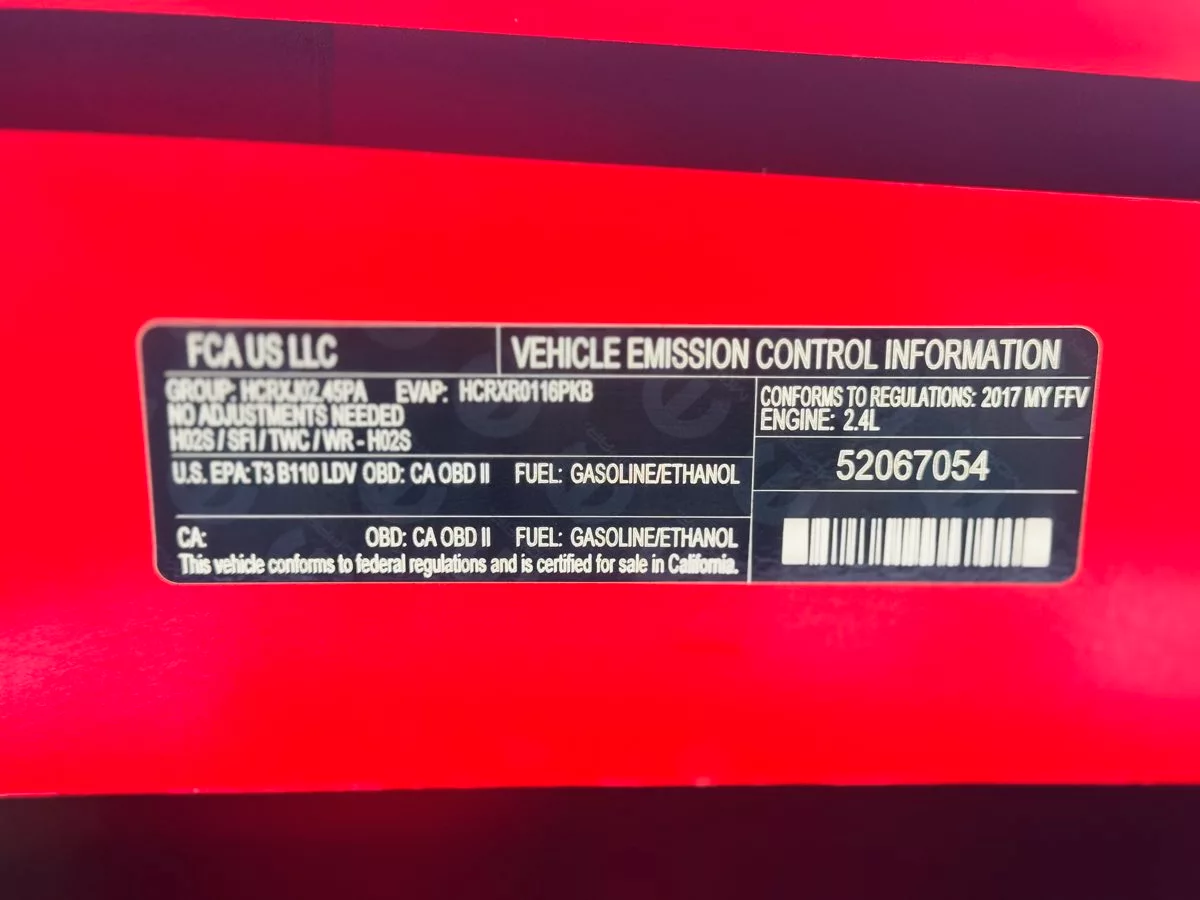 FCA US LLC
VEHICLE EMISSION CONTROL INFORMATION
GROUP: HCRXJ02.45PA EVAP: HCRXR0116PKB
NO ADJUSTMENTS NEEDED
H02S / SFI / TWC / WR - H02S
U.S. EPA: T3 B110 LDV OBD: CA OBD II FUEL: GASOLINE/ETHANOL
CA: OBD: CA OBD II FUEL: GASOLINE/ETHANOL
This vehicle conforms to federal regulations and is certified for sale in California.
CONFORMS TO REGULATIONS: 2017 MY FFV
ENGINE: 2.4L
52067054